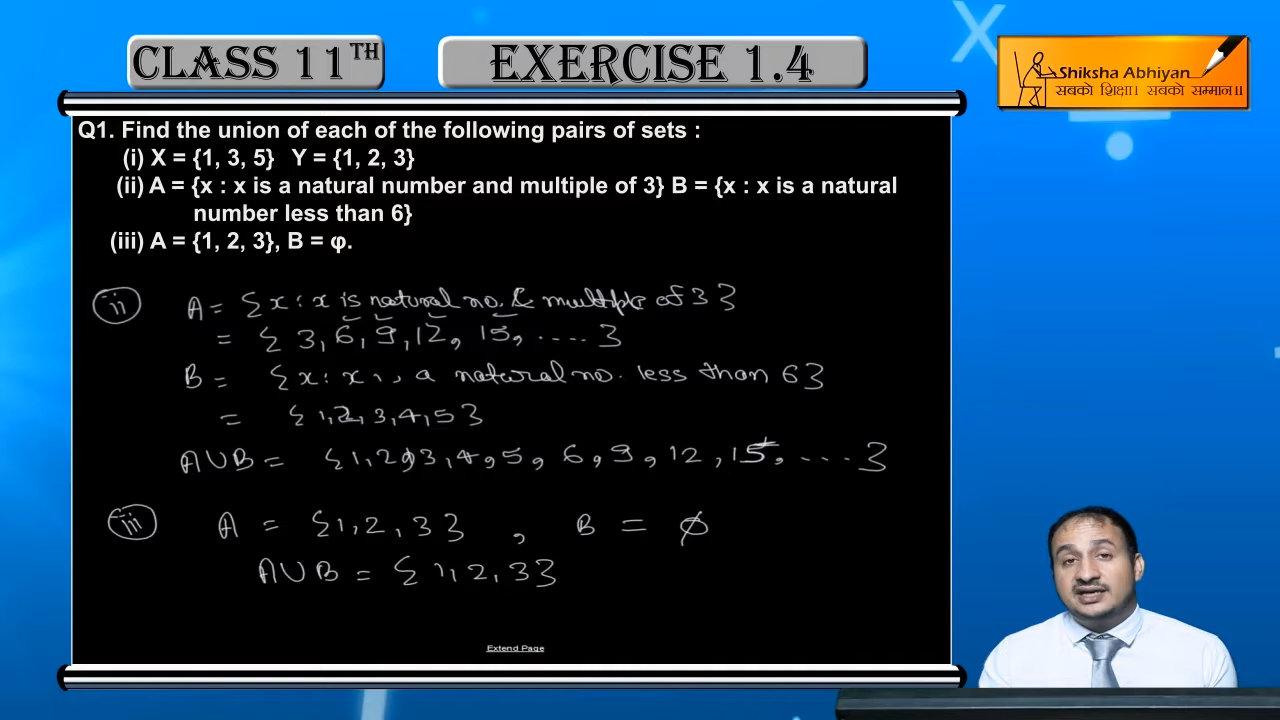 CLASS 11TH
EXERCISE 1.4
Shiksha Abhiyan
सबको शिक्षा। सबको सम्मान॥
Q1. Find the union of each of the following pairs of sets :
(i) X = {1, 3, 5} Y = {1, 2, 3}
(ii) A = {x : x is a natural number and multiple of 3} B = {x : x is a natural
number less than 6}
(iii) A = {1, 2, 3}, B = φ.
(ii) A = {x : x is natural no. & multiple of 3}
= {3, 6, 9, 12, 15, ....}
B = {x : x is a natural no. less than 6}
= {1, 2, 3, 4, 5}
A∪B = {1, 2, 3, 4, 5, 6, 9, 12, 15, ....}
(iii) A = {1, 2, 3} , B = φ
A∪B = {1, 2, 3}
Extend Page